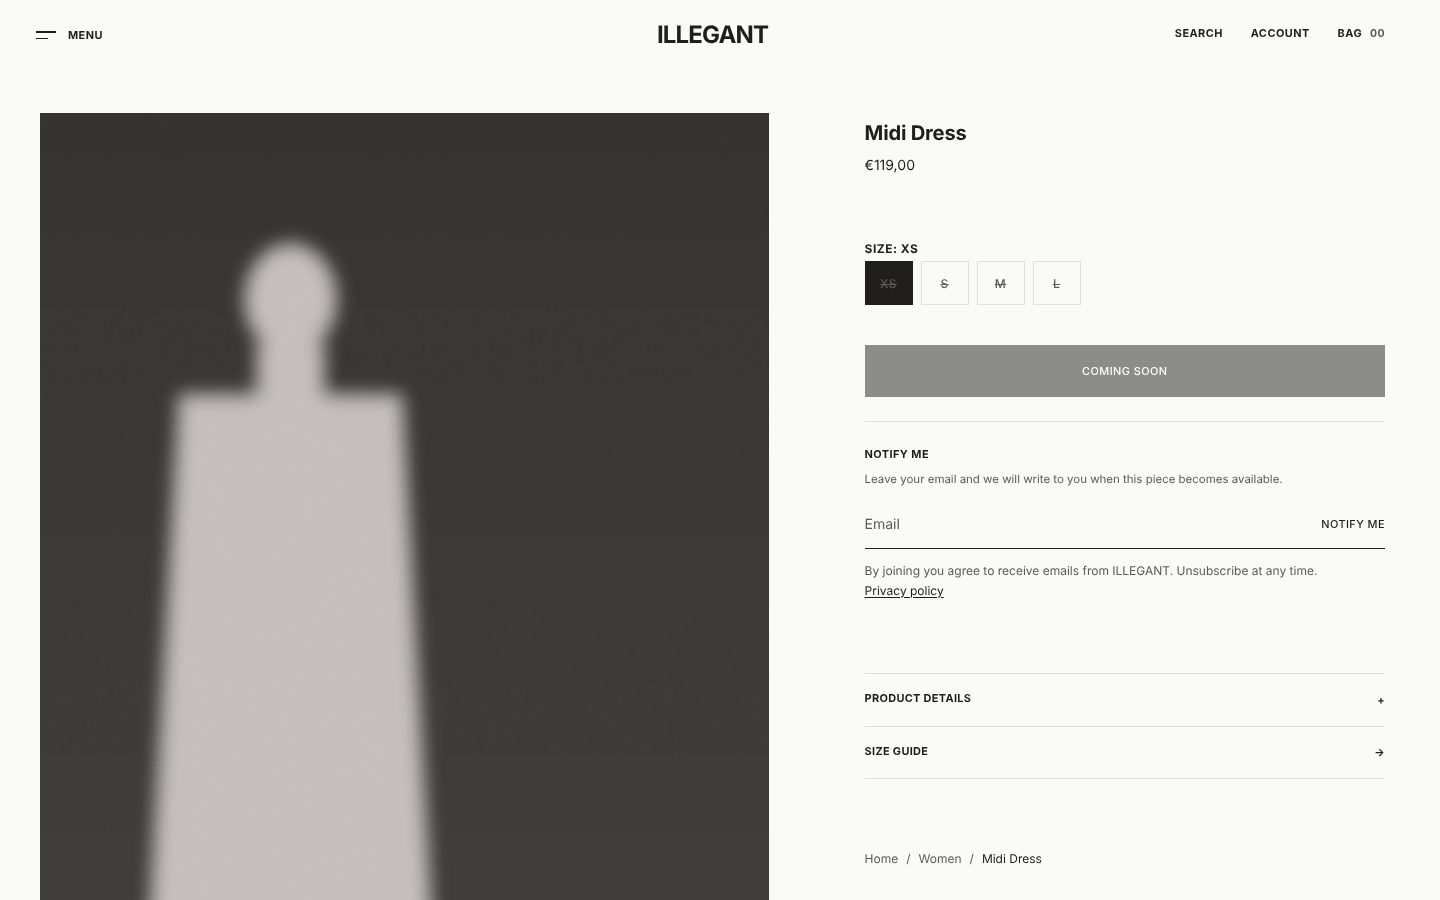 MENU
ILLEGANT
SEARCH ACCOUNT BAG 00
Midi Dress
€119,00
SIZE: XS
XS S M L
COMING SOON
NOTIFY ME
Leave your email and we will write to you when this piece becomes available.
Email NOTIFY ME
By joining you agree to receive emails from ILLEGANT. Unsubscribe at any time.
Privacy policy
PRODUCT DETAILS +
SIZE GUIDE →
Home / Women / Midi Dress